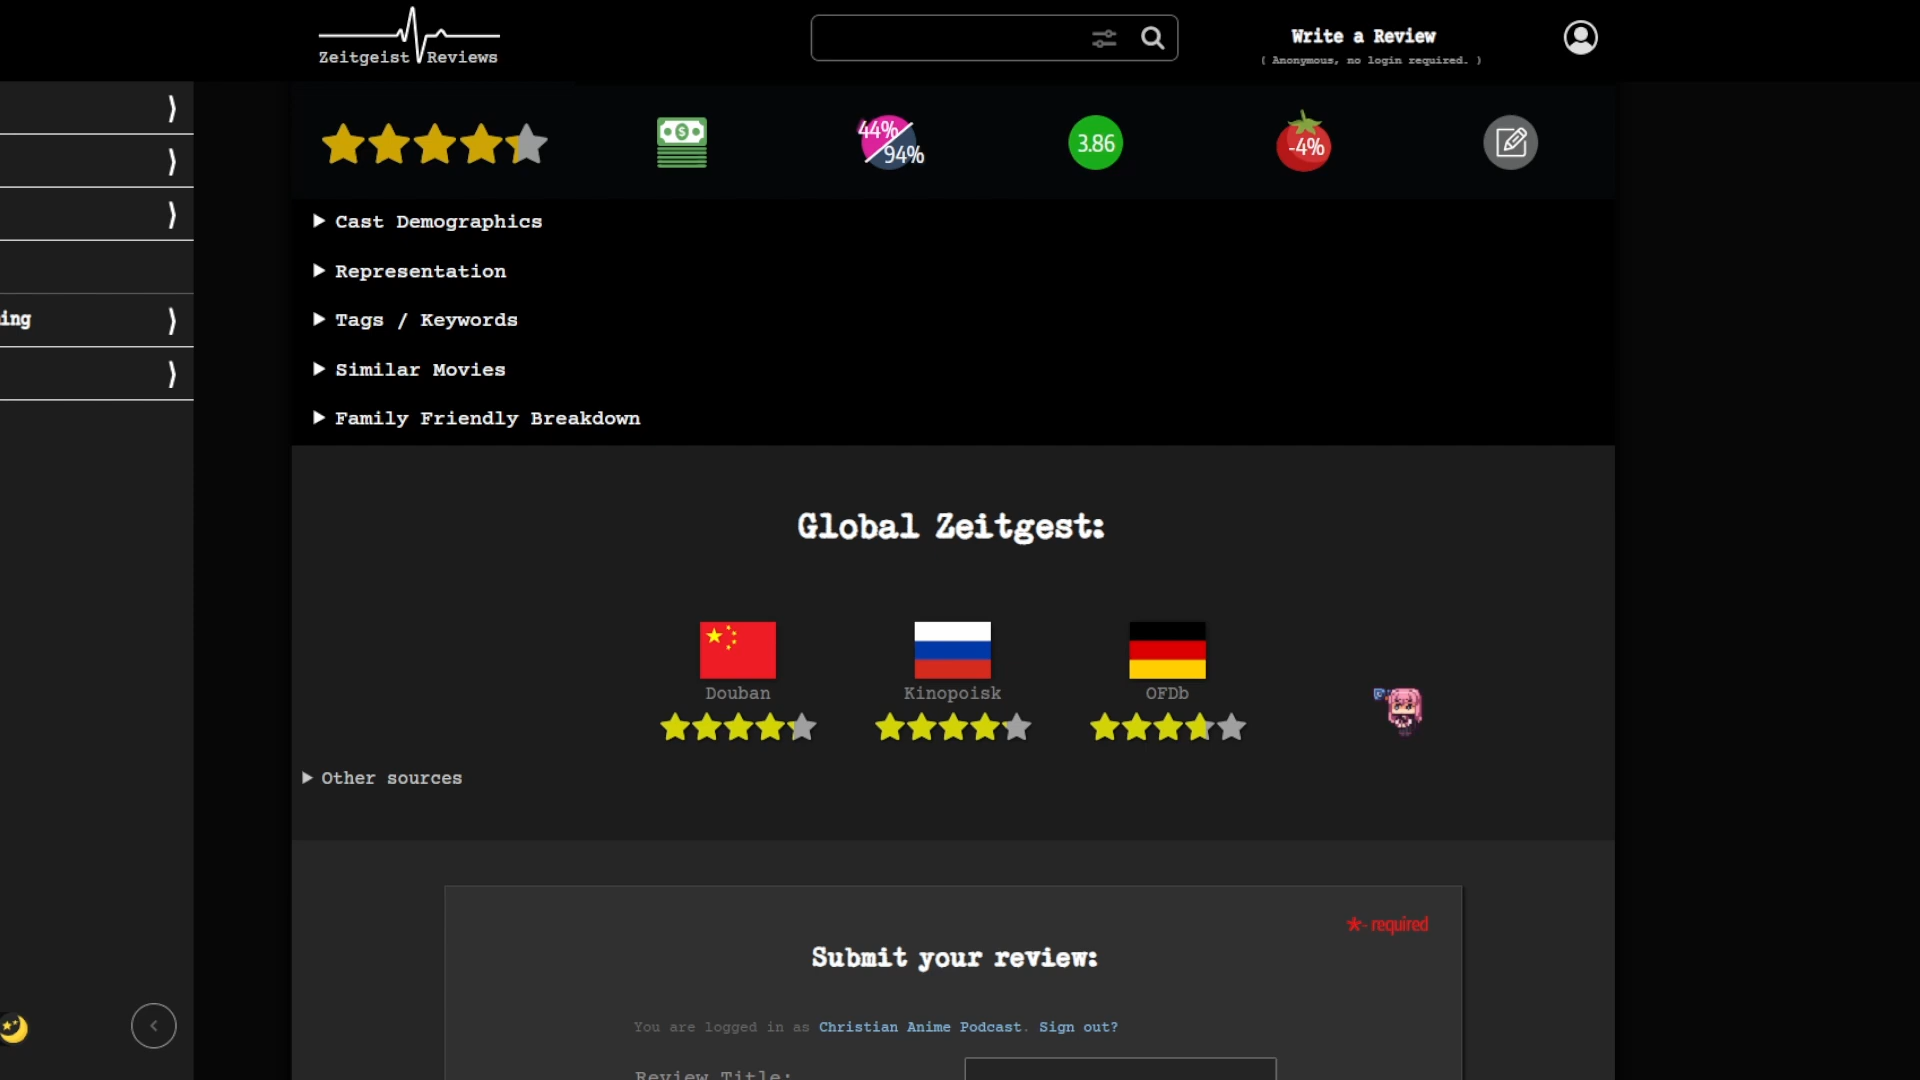 Zeitgeist Reviews
Write a Review
( Anonymous, no login required. )
44%
94%
3.86
-4%
Cast Demographics
Representation
Tags / Keywords
ing
Similar Movies
Family Friendly Breakdown
Global Zeitgest:
Douban
Kinopoisk
OFDb
Other sources
*- required
Submit your review:
You are logged in as Christian Anime Podcast. Sign out?
Review Title: